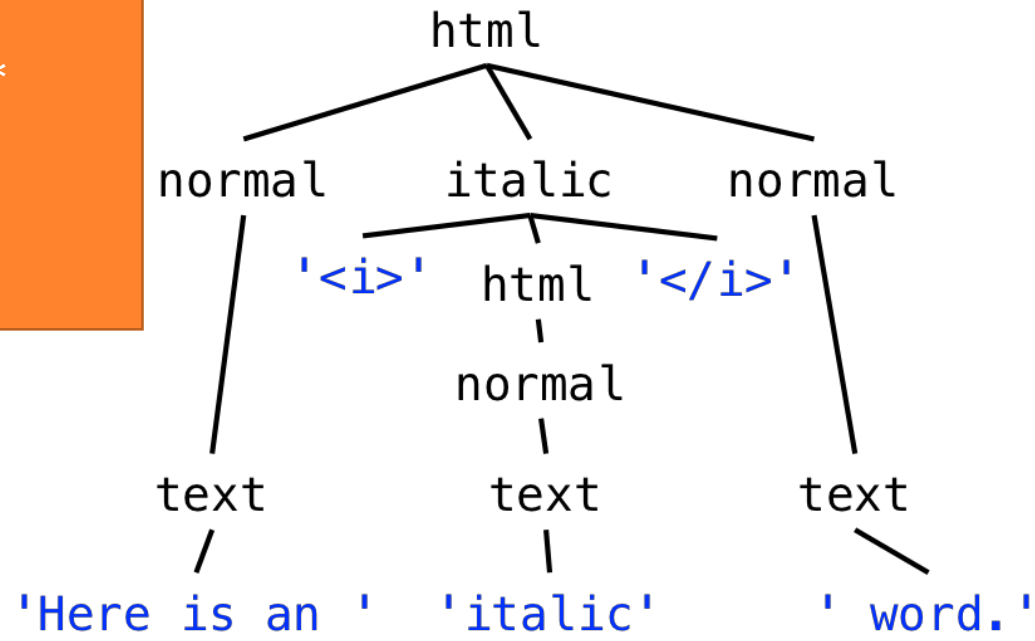 html
*
normal italic normal
'<i>' html '</i>'
normal
text text text
'Here is an ' 'italic' ' word.'